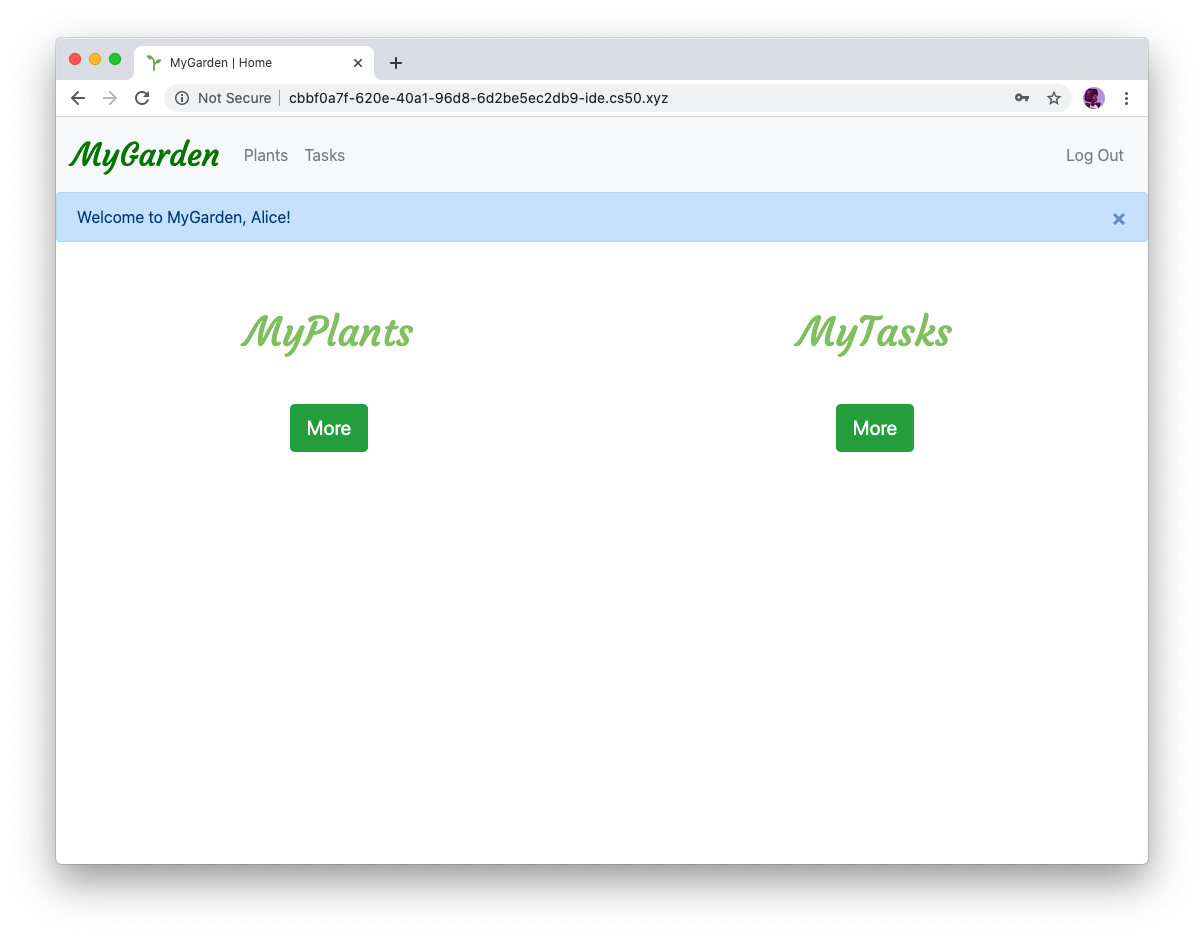 MyGarden | Home
Not Secure | cbbf0a7f-620e-40a1-96d8-6d2be5ec2db9-ide.cs50.xyz
MyGarden Plants Tasks Log Out
Welcome to MyGarden, Alice! ×
MyPlants MyTasks
More More